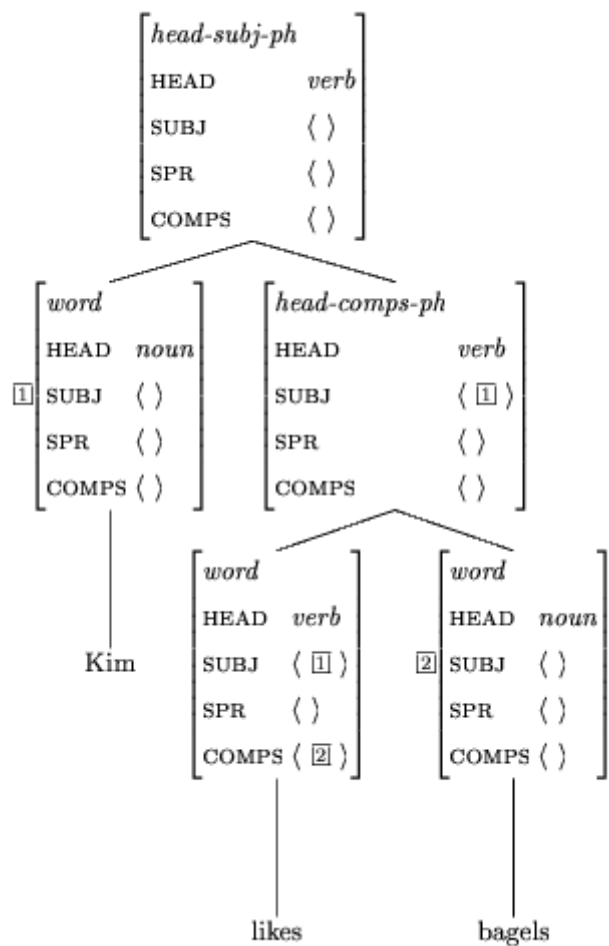 head-subj-ph
HEAD verb
SUBJ ⟨ ⟩
SPR ⟨ ⟩
COMPS ⟨ ⟩
word
HEAD noun
1 SUBJ ⟨ ⟩
SPR ⟨ ⟩
COMPS ⟨ ⟩
head-comps-ph
HEAD verb
SUBJ ⟨ 1 ⟩
SPR ⟨ ⟩
COMPS ⟨ ⟩
Kim
word
HEAD verb
SUBJ ⟨ 1 ⟩
SPR ⟨ ⟩
COMPS ⟨ 2 ⟩
word
HEAD noun
2 SUBJ ⟨ ⟩
SPR ⟨ ⟩
COMPS ⟨ ⟩
likes
bagels